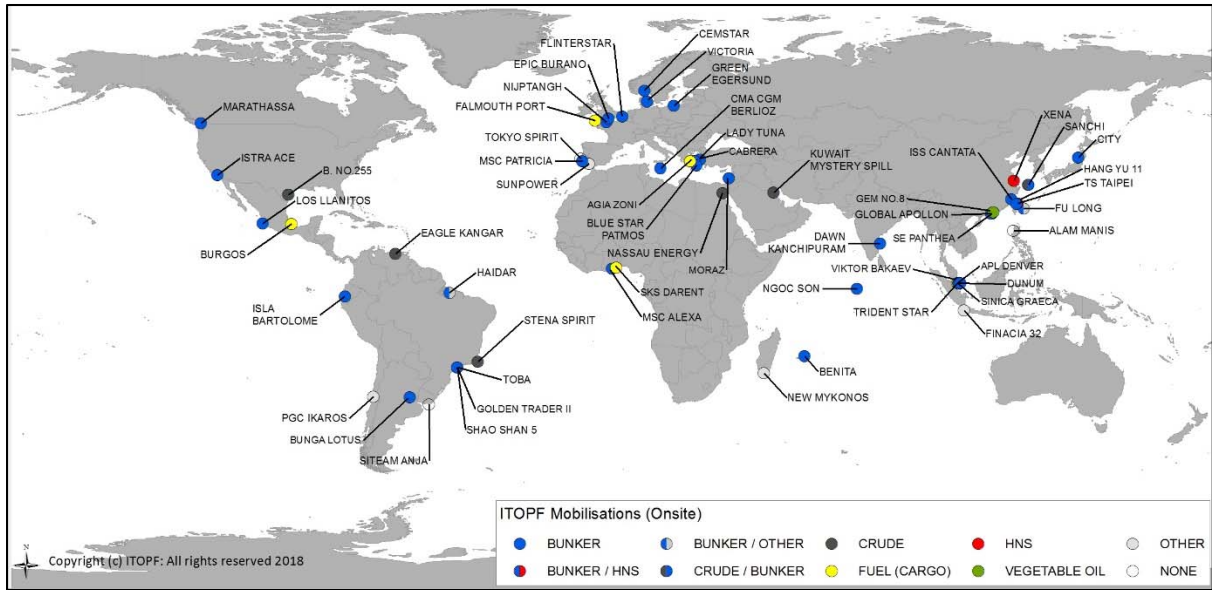 CEMSTAR
FLINTERSTAR
VICTORIA
EPIC BURANO
GREEN
EGERSUND
NIJPTANGH
CMA CGM
BERLIOZ
XENA
FALMOUTH PORT
SANCHI
MARATHASSA
LADY TUNA
CITY
TOKYO SPIRIT
CABRERA
ISS CANTATA
ISTRA ACE
MSC PATRICIA
KUWAIT
MYSTERY SPILL
HANG YU 11
B. NO.255
SUNPOWER
TS TAIPEI
LOS LLANITOS
GEM NO.8
AGIA ZONI
GLOBAL APOLLON
FU LONG
BLUE STAR
PATMOS
EAGLE KANGAR
DAWN
KANCHIPURAM
SE PANTHEA
ALAM MANIS
BURGOS
NASSAU ENERGY
MORAZ
HAIDAR
VIKTOR BAKAEV
APL DENVER
SKS DARENT
NGOC SON
DUNUM
ISLA
BARTOLOME
MSC ALEXA
SINICA GRAECA
TRIDENT STAR
STENA SPIRIT
FINACIA 32
BENITA
TOBA
NEW MYKONOS
GOLDEN TRADER II
PGC IKAROS
SHAO SHAN 5
BUNGA LOTUS
SITEAM ANJA
ITOPF Mobilisations (Onsite)
BUNKER
BUNKER / OTHER
CRUDE
HNS
OTHER
BUNKER / HNS
CRUDE / BUNKER
FUEL (CARGO)
VEGETABLE OIL
NONE
N
Copyright (c) ITOPF: All rights reserved 2018